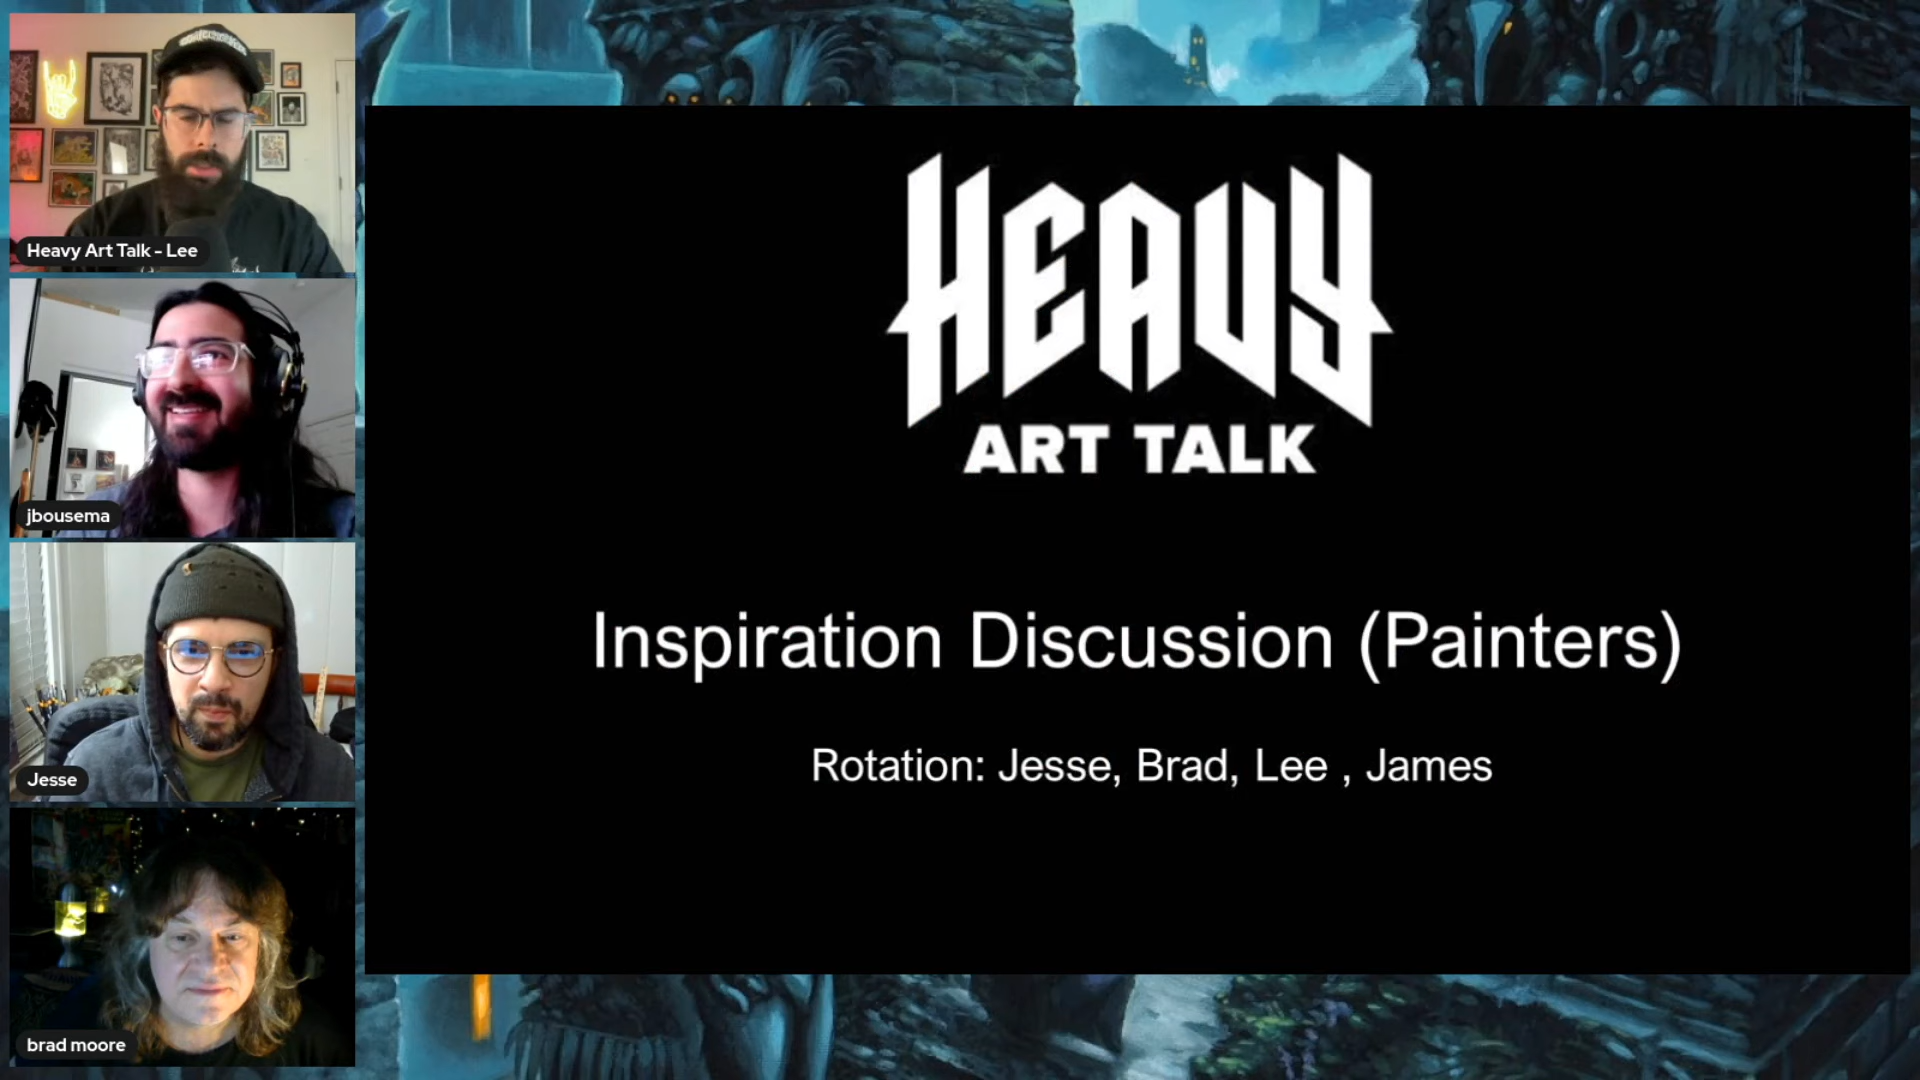 Heavy Art Talk - Lee
jbousema
Jesse
brad moore
HEAVY
ART TALK
Inspiration Discussion (Painters)
Rotation: Jesse, Brad, Lee , James